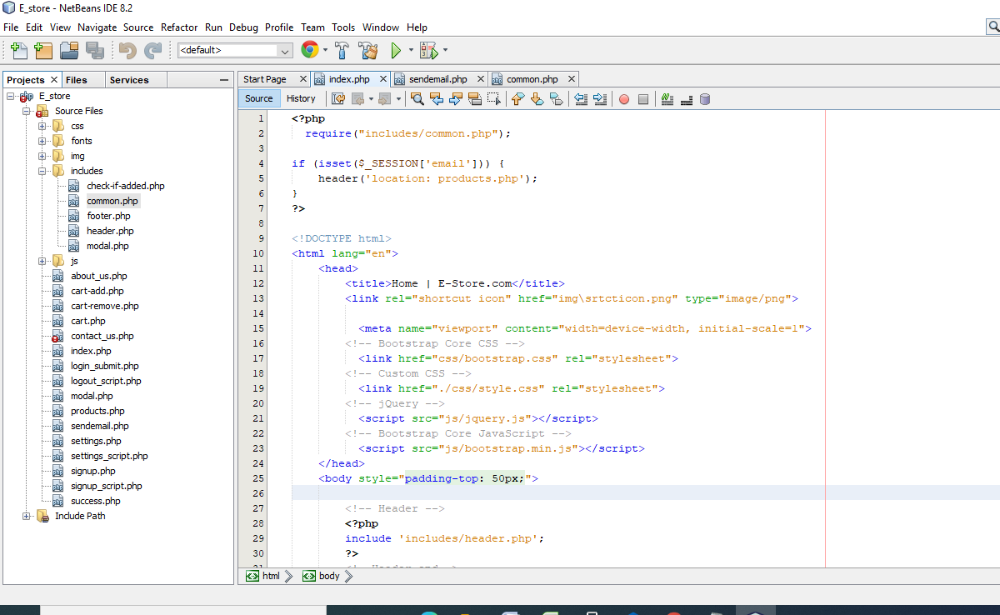 E_store - NetBeans IDE 8.2
File Edit View Navigate Source Refactor Run Debug Profile Team Tools Window Help
<default>
Projects Files Services
E_store
Source Files
css
fonts
img
includes
check-if-added.php
common.php
footer.php
header.php
modal.php
js
about_us.php
cart-add.php
cart-remove.php
cart.php
contact_us.php
index.php
login_submit.php
logout_script.php
modal.php
products.php
sendemail.php
settings.php
settings_script.php
signup.php
signup_script.php
success.php
Include Path
Start Page index.php sendemail.php common.php
Source History
1 <?php
2 require("includes/common.php");
3
4 if (isset($_SESSION['email'])) {
5 header('location: products.php');
6 }
7 ?>
8
9 <!DOCTYPE html>
10 <html lang="en">
11 <head>
12 <title>Home | E-Store.com</title>
13 <link rel="shortcut icon" href="img\srtcticon.png" type="image/png">
14
15 <meta name="viewport" content="width=device-width, initial-scale=1">
16 <!-- Bootstrap Core CSS -->
17 <link href="css/bootstrap.css" rel="stylesheet">
18 <!-- Custom CSS -->
19 <link href="./css/style.css" rel="stylesheet">
20 <!-- jQuery -->
21 <script src="js/jquery.js"></script>
22 <!-- Bootstrap Core JavaScript -->
23 <script src="js/bootstrap.min.js"></script>
24 </head>
25 <body style="padding-top: 50px;">
26
27 <!-- Header -->
28 <?php
29 include 'includes/header.php';
30 ?>
html body